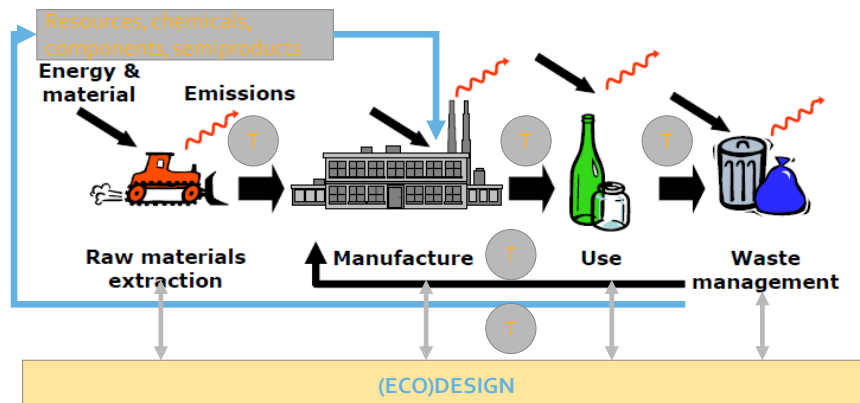 Resources, chemicals,
components, semiproducts
Energy &
material
Emissions
T
T
T
Raw materials
extraction
Manufacture
T
Use
Waste
management
T
(ECO)DESIGN